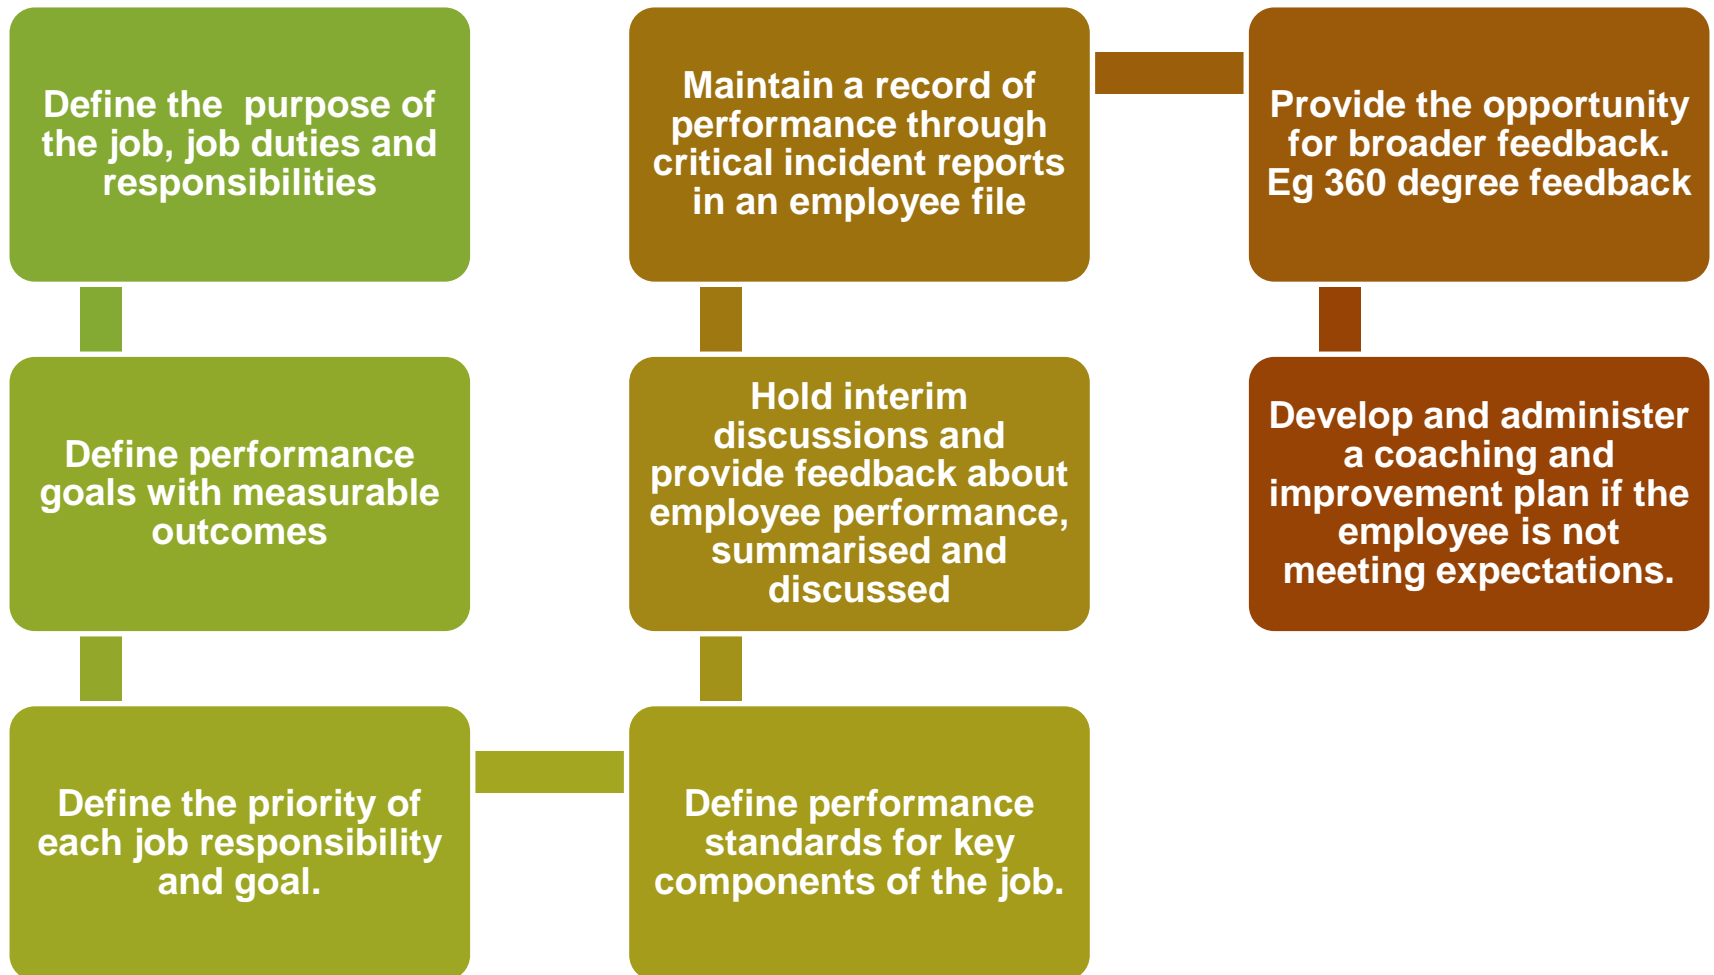 Define the  purpose of
the job, job duties and
responsibilities
Define performance
goals with measurable
outcomes
Define the priority of
each job responsibility
and goal.
Define performance
standards for key
components of the job.
Hold interim
discussions and
provide feedback about
employee performance,
summarised and
discussed
Maintain a record of
performance through
critical incident reports
in an employee file
Provide the opportunity
for broader feedback.
Eg 360 degree feedback
Develop and administer
a coaching and
improvement plan if the
employee is not
meeting expectations.